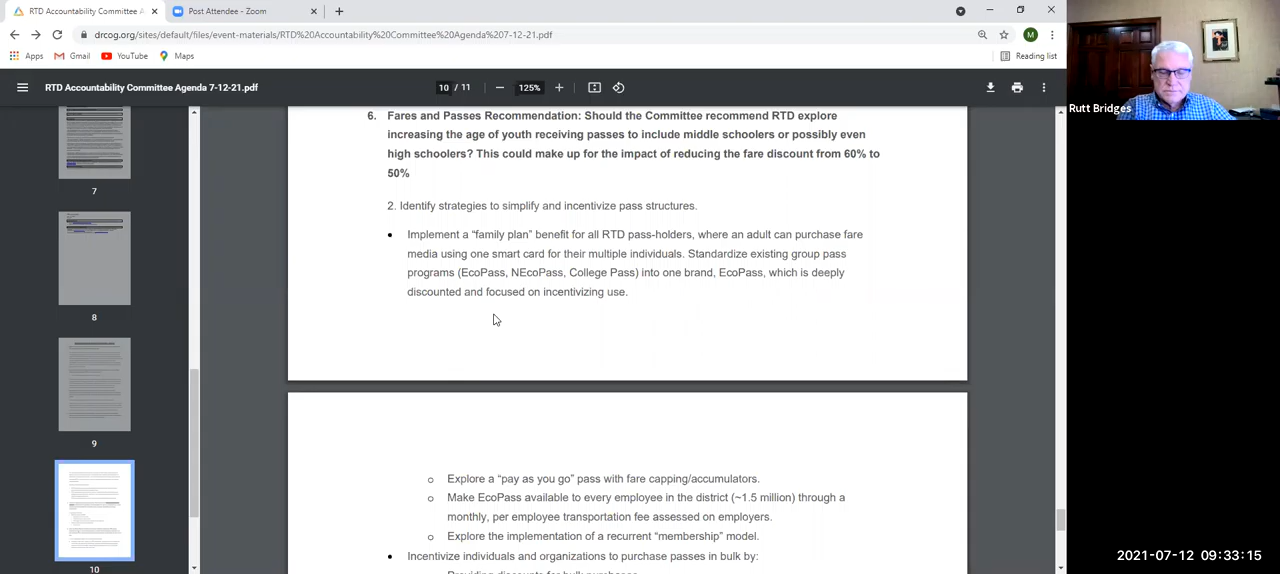 RTD Accountability Committee A
Post Attendee - Zoom
drcog.org/sites/default/files/event-materials/RTD%20Accountability%20Committee%20Agenda%207-12-21.pdf
M
Apps
Gmail
YouTube
Maps
Reading list
RTD Accountability Committee Agenda 7-12-21.pdf
10 / 11
125%
Rutt Bridges
7
8
9
10
6. Fares and Passes Recommendation: Should the Committee recommend RTD explore
increasing the age of youth receiving passes to include middle schoolers or possibly even
high schoolers? This could make up for the impact of reducing the fare discount from 60% to
50%
2. Identify strategies to simplify and incentivize pass structures.
• Implement a “family plan” benefit for all RTD pass-holders, where an adult can purchase fare
media using one smart card for their multiple individuals. Standardize existing group pass
programs (EcoPass, NEcoPass, College Pass) into one brand, EcoPass, which is deeply
discounted and focused on incentivizing use.
o Explore a “pay as you go” pass with fare capping/accumulators.
o Make EcoPass available to every employee in the district (~1.5 million) through a
monthly, per-employee transportation fee assessed on employers.
o Explore the implementation of a recurrent “membership” model.
• Incentivize individuals and organizations to purchase passes in bulk by:
Providing discounts for bulk purchases
2021-07-12 09:33:15